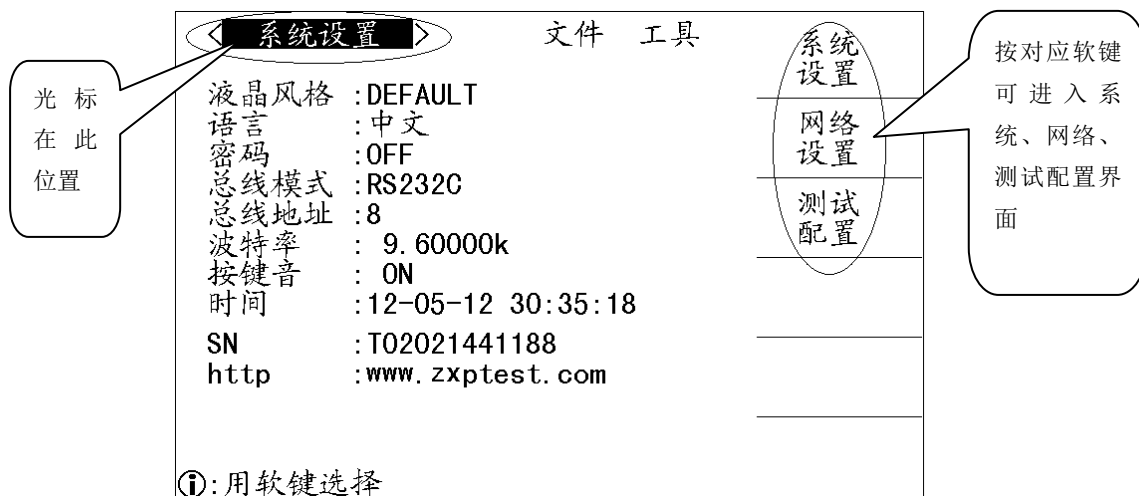 < 系统设置 > 文件 工具
液晶风格 :DEFAULT
语言 :中文
密码 :OFF
总线模式 :RS232C
总线地址 :8
波特率 : 9.60000k
按键音 : ON
时间 :12-05-12 30:35:18
SN :T02021441188
http :www.zxptest.com
ⓘ:用软键选择
系统
设置
网络
设置
测试
配置
光标
在此
位置
按对应软键
可进入系
统、网络、
测试配置界
面